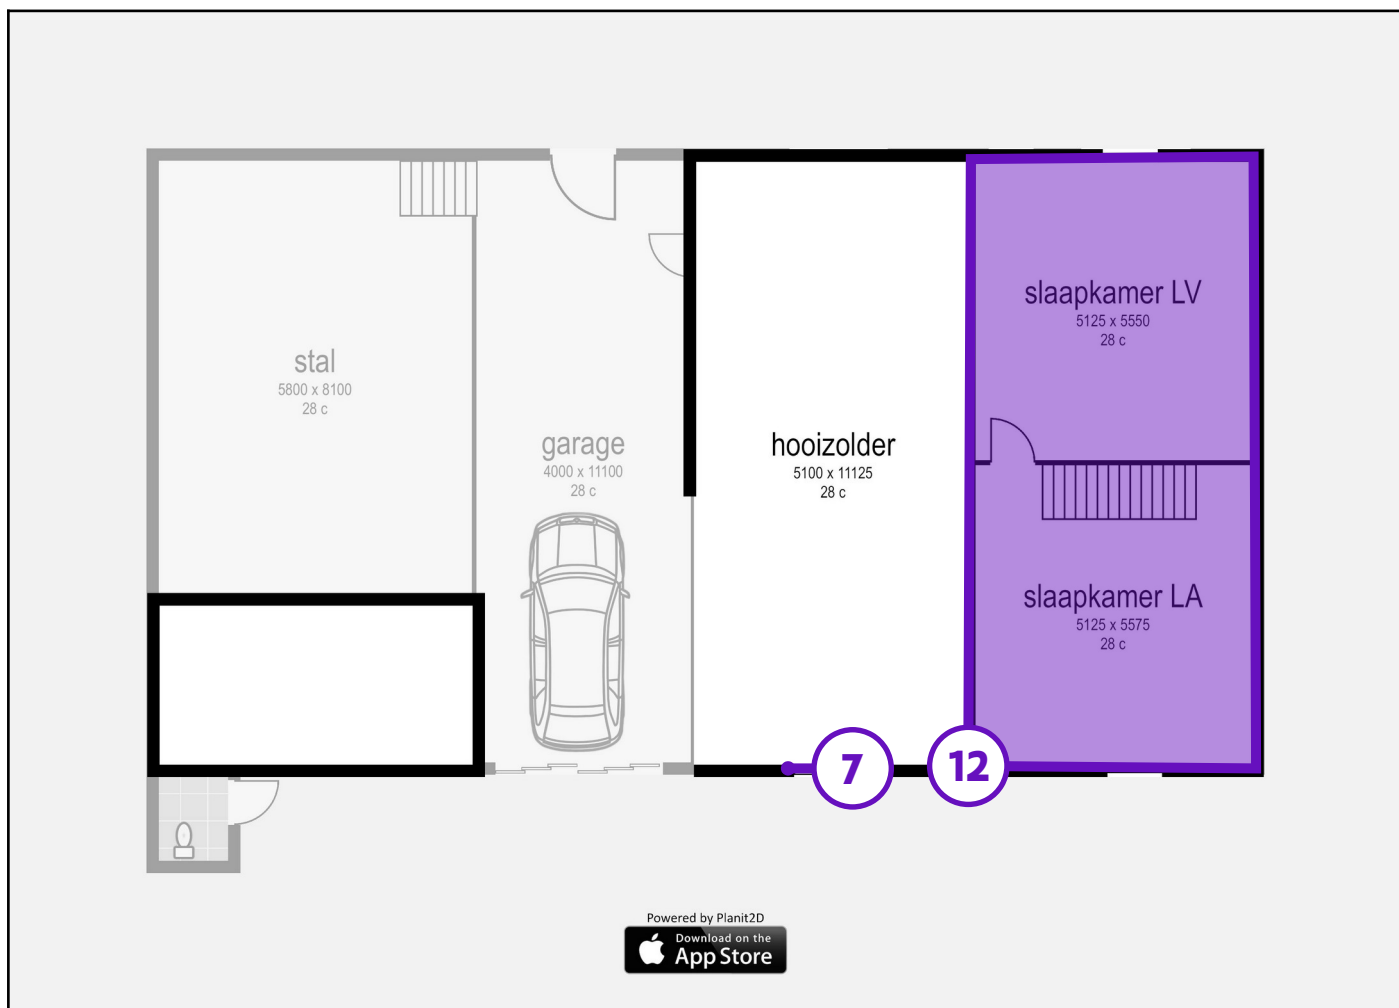 slaapkamer LV
5125 x 5550
28 c
stal
5800 x 8100
28 c
garage
4000 x 11100
28 c
hooizolder
5100 x 11125
28 c
slaapkamer LA
5125 x 5575
28 c
7
12
Powered by Planit2D
Download on the
App Store